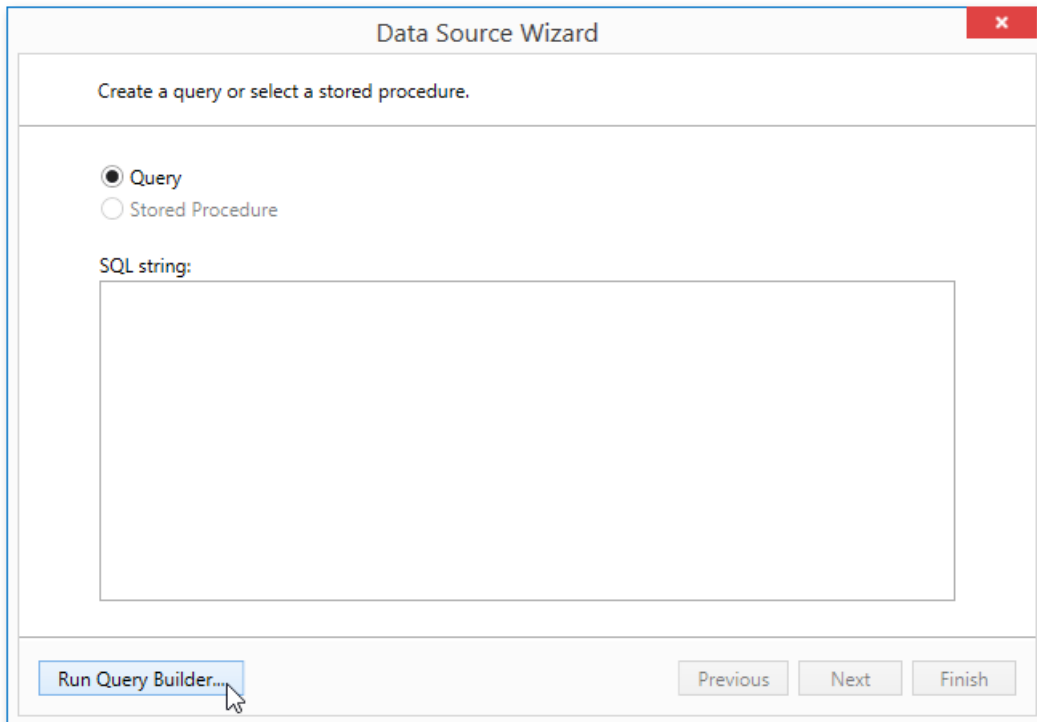 Data Source Wizard
Create a query or select a stored procedure.
Query
Stored Procedure
SQL string:
Run Query Builder...
Previous
Next
Finish